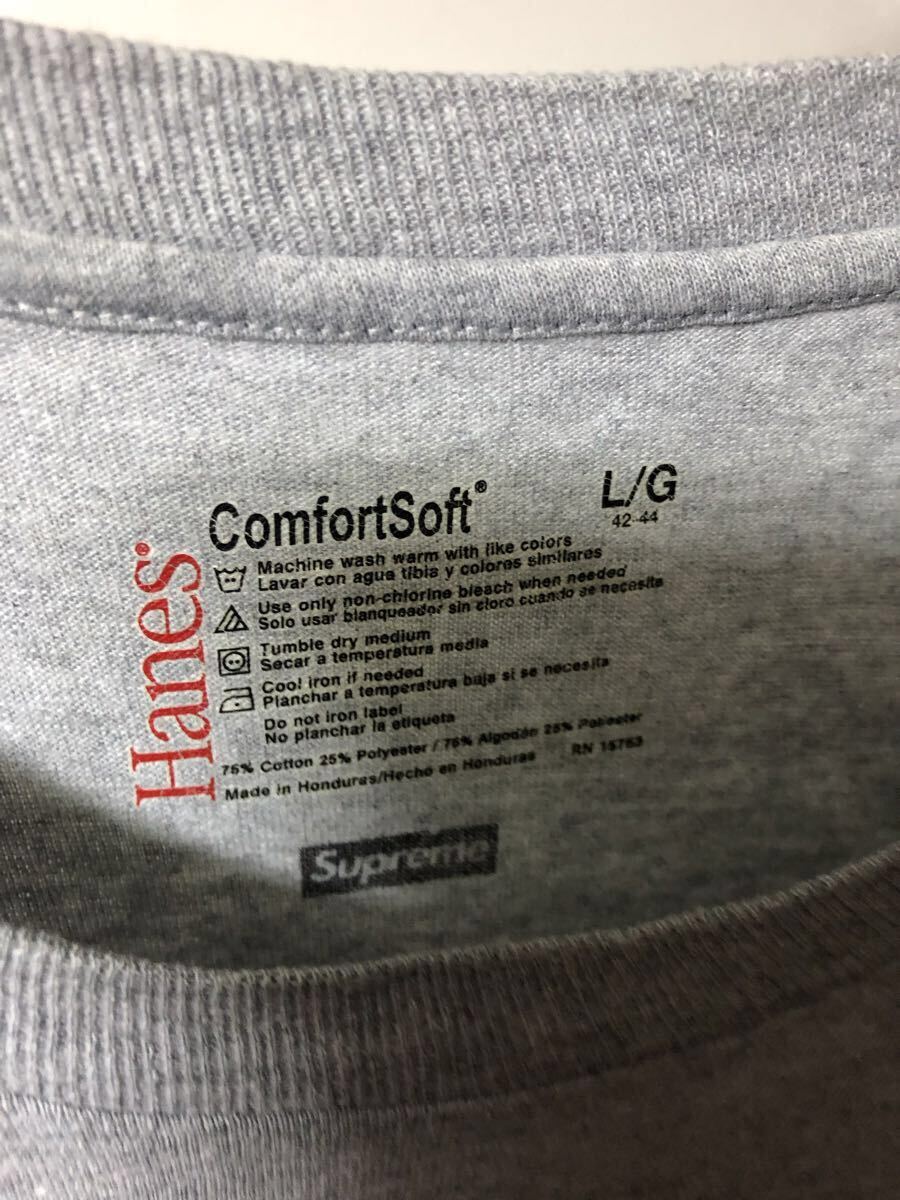 Hanes®
ComfortSoft®
L/G
42-44
Machine wash warm with like colors
Lavar con agua tibia y colores similares
Use only non-chlorine bleach when needed
Solo usar blanqueador sin cloro cuando se necesita
Tumble dry medium
Secar a temperatura media
Cool iron if needed
Planchar a temperatura baja si se necesita
Do not iron label
No planchar la etiqueta
75% Cotton 25% Polyester / 75% Algodón 25% Poliester
Made in Honduras/Hecho en Honduras RN 15763
Supreme